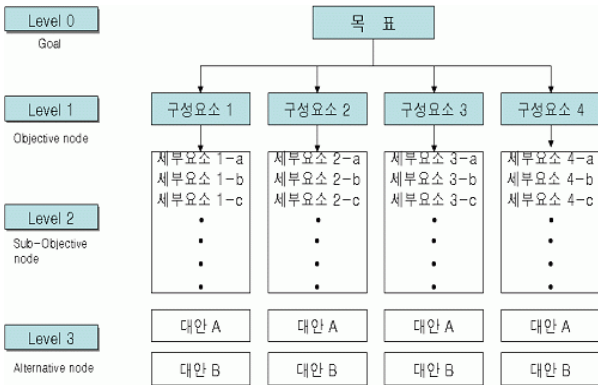 Level 0
Goal
목 표
Level 1
Objective node
구성요소 1
구성요소 2
구성요소 3
구성요소 4
Level 2
Sub-Objective
node
세부요소 1-a
세부요소 1-b
세부요소 1-c
세부요소 2-a
세부요소 2-b
세부요소 2-c
세부요소 3-a
세부요소 3-b
세부요소 3-c
세부요소 4-a
세부요소 4-b
세부요소 4-c
Level 3
Alternative node
대안 A
대안 A
대안 A
대안 A
대안 B
대안 B
대안 B
대안 B